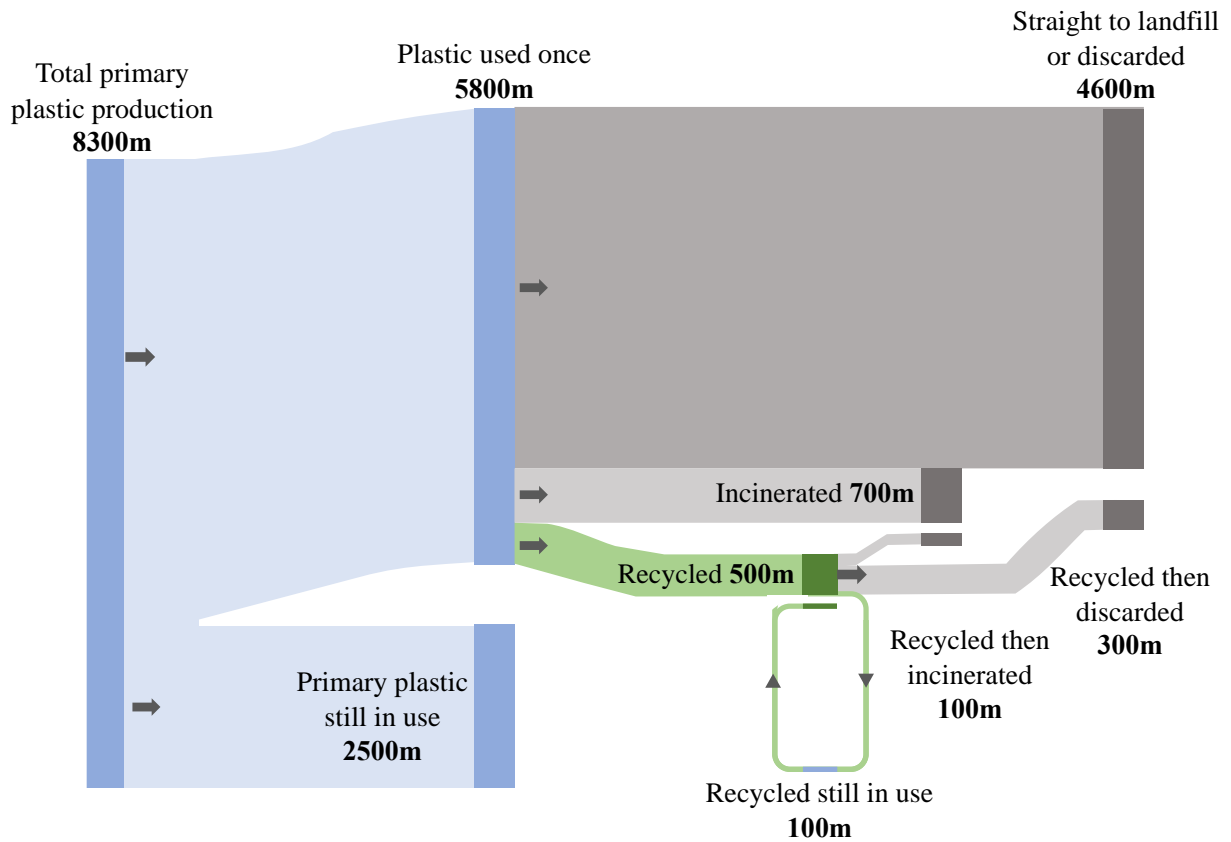 Total primary
plastic production
8300m
Plastic used once
5800m
Straight to landfill
or discarded
4600m
Incinerated 700m
Recycled 500m
Recycled then
discarded
300m
Recycled then
incinerated
100m
Primary plastic
still in use
2500m
Recycled still in use
100m